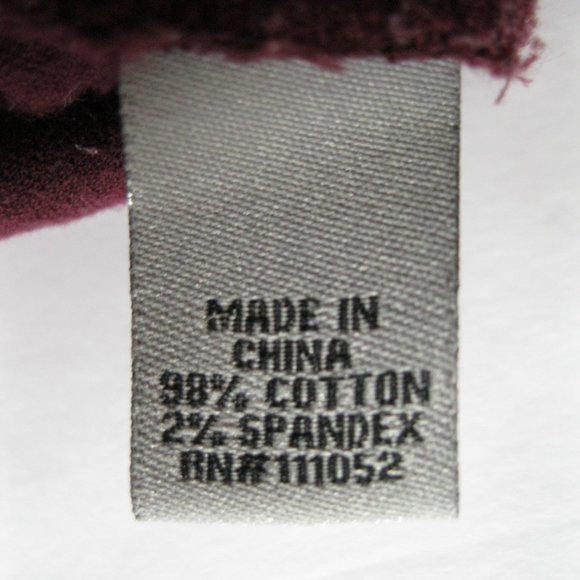 MADE IN
CHINA
98% COTTON
2% SPANDEX
RN#111052